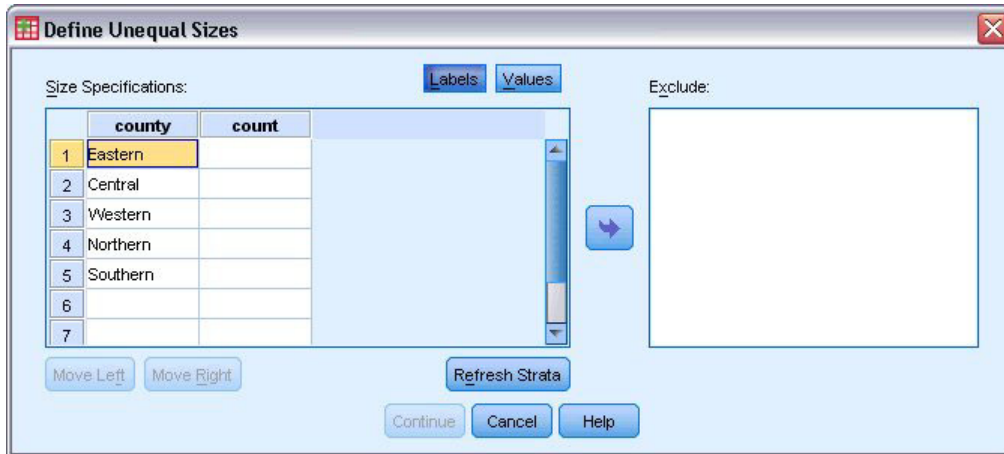 Define Unequal Sizes
Size Specifications:
Labels
Values
Exclude:
county count
1 Eastern
2 Central
3 Western
4 Northern
5 Southern
6
7
Move Left
Move Right
Refresh Strata
Continue
Cancel
Help